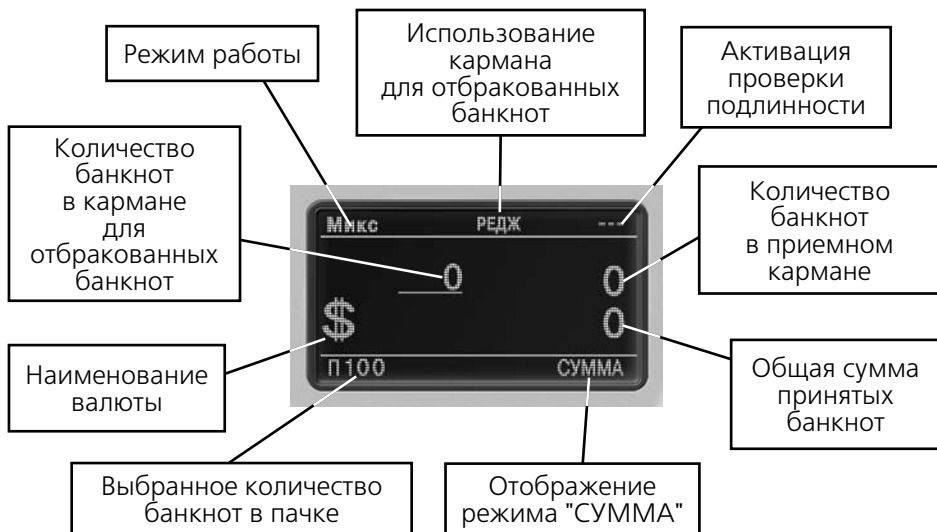 Режим работы
Использование
кармана
для отбракованных
банкнот
Активация
проверки
подлинности
Количество
банкнот
в кармане
для
отбракованных
банкнот
Количество
банкнот
в приемном
кармане
Микс РЕДЖ ---
0 0
$ 0
П100 СУММА
Наименование
валюты
Общая сумма
принятых
банкнот
Выбранное количество
банкнот в пачке
Отображение
режима "СУММА"